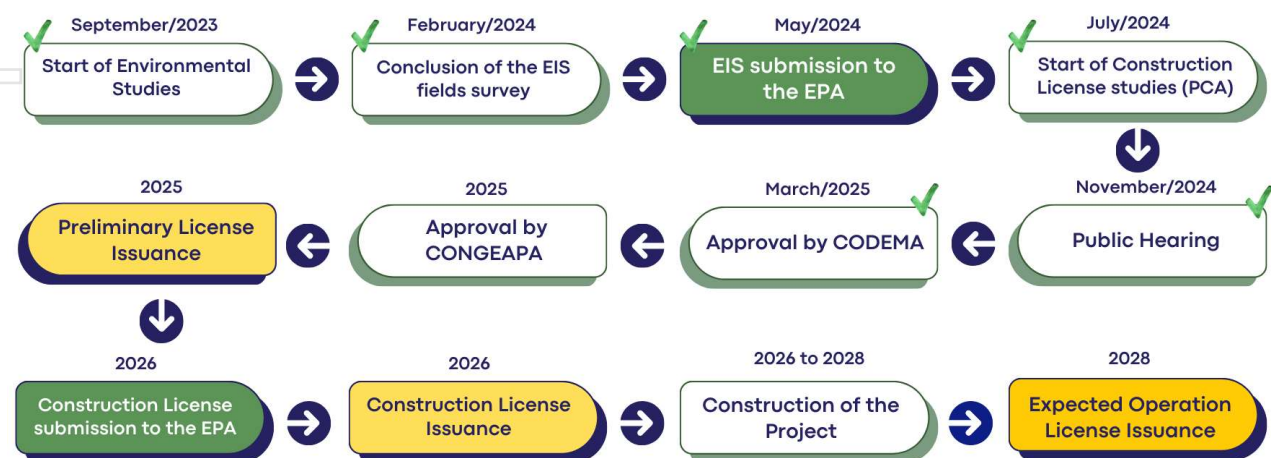 September/2023
Start of Environmental
Studies
February/2024
Conclusion of the EIS
fields survey
May/2024
EIS submission to
the EPA
July/2024
Start of Construction
License studies (PCA)
November/2024
Public Hearing
March/2025
Approval by CODEMA
2025
Approval by
CONGEAPA
2025
Preliminary License
Issuance
2026
Construction License
submission to the EPA
2026
Construction License
Issuance
2026 to 2028
Construction of the
Project
2028
Expected Operation
License Issuance